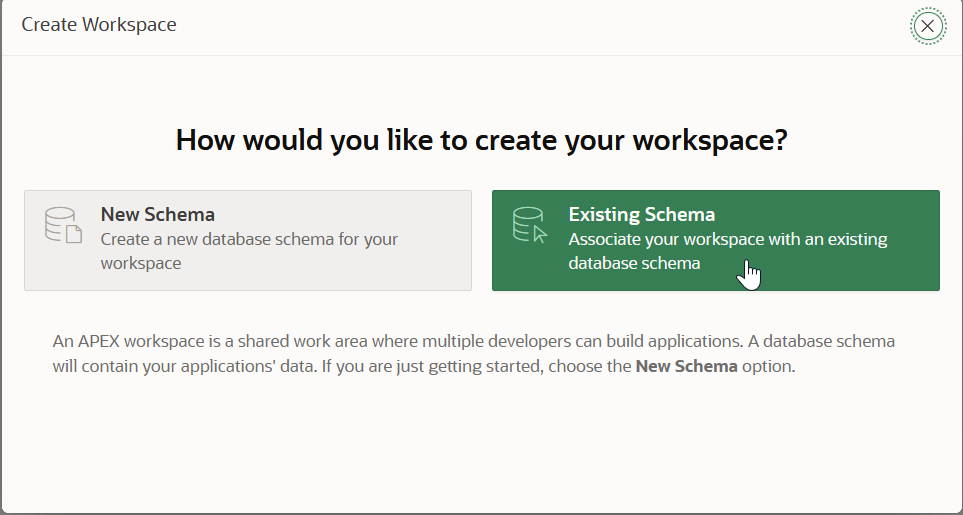 Create Workspace
How would you like to create your workspace?
New Schema
Create a new database schema for your
workspace
Existing Schema
Associate your workspace with an existing
database schema
An APEX workspace is a shared work area where multiple developers can build applications. A database schema
will contain your applications' data. If you are just getting started, choose the New Schema option.